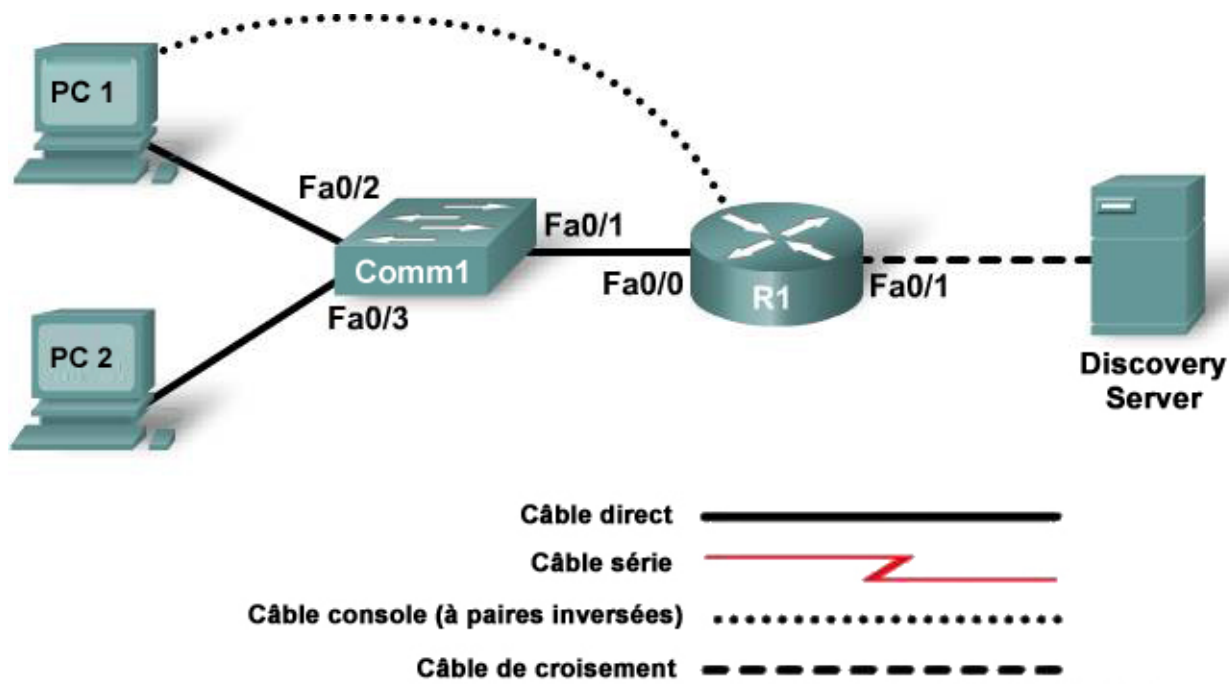 PC 1
Fa0/2
Fa0/1
Comm1
Fa0/0
R1
Fa0/1
Fa0/3
PC 2
Discovery
Server
Câble direct
Câble série
Câble console (à paires inversées)
Câble de croisement